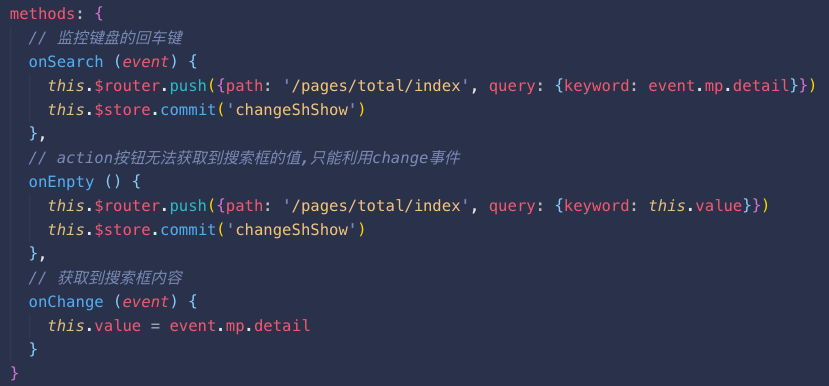 methods: {
// 监控键盘的回车键
onSearch (event) {
this.$router.push({path: '/pages/total/index', query: {keyword: event.mp.detail}})
this.$store.commit('changeShShow')
},
// action按钮无法获取到搜索框的值,只能利用change事件
onEnpty () {
this.$router.push({path: '/pages/total/index', query: {keyword: this.value}})
this.$store.commit('changeShShow')
},
// 获取到搜索框内容
onChange (event) {
this.value = event.mp.detail
}
}